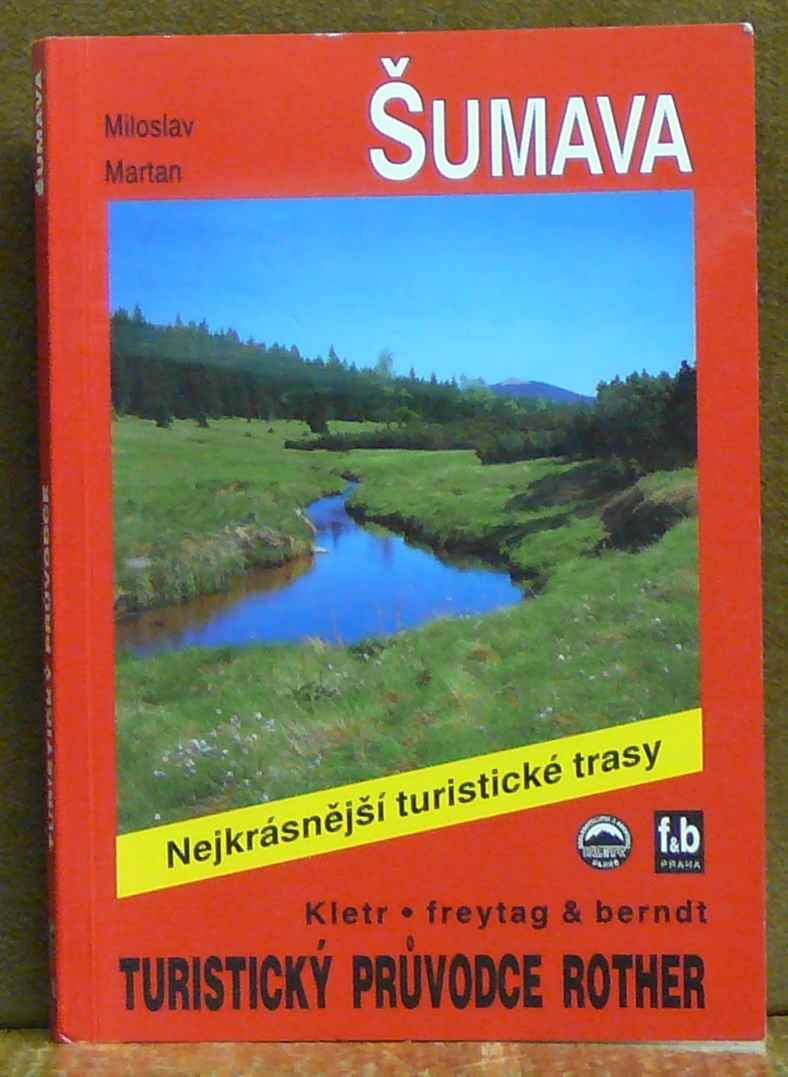 Miloslav
Martan
ŠUMAVA
Nejkrásnější turistické trasy
f&b
PRAHA
Kletr • freytag & berndt
TURISTICKÝ PRŮVODCE ROTHER
ŠUMAVA
TURISTICKÝ PRŮVODCE